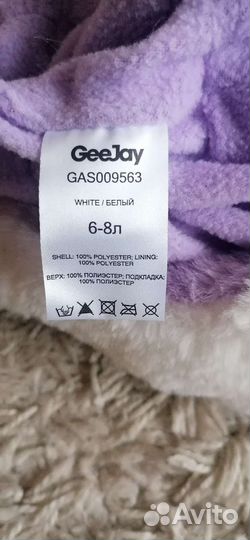 GeeJay
GAS009563
WHITE / БЕЛЫЙ
6-8л
SHELL: 100% POLYESTER; LINING:
100% POLYESTER
ВЕРХ: 100% ПОЛИЭСТЕР; ПОДКЛАДКА:
100% ПОЛИЭСТЕР
Avito